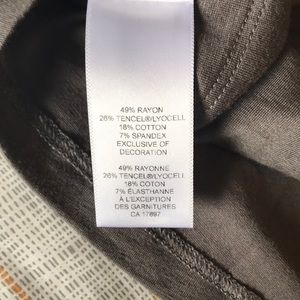 49% RAYON
26% TENCEL®/LYOCELL
18% COTTON
7% SPANDEX
EXCLUSIVE OF
DECORATION
49% RAYONNE
26% TENCEL®/LYOCELL
18% COTON
7% ÉLASTHANNE
À L'EXCEPTION
DES GARNITURES
CA 17897